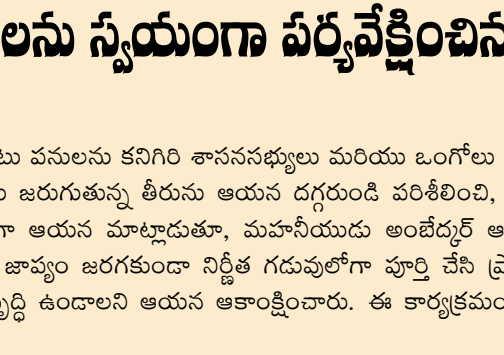 లను స్వయంగా పర్యవేక్షించిన
టు పనులను కనిగిరి శాసనసభ్యులు మరియు ఒంగోలు
జరుగుతున్న తీరును ఆయన దగ్గరుండి పరిశీలించి,
గా ఆయన మాట్లాడుతూ, మహనీయుడు అంబేద్కర్ ఆ
జాప్యం జరగకుండా నిర్ణీత గడువులోగా పూర్తి చేసి ప్రా
ఉండాలని ఆయన ఆకాంక్షించారు. ఈ కార్యక్రమం